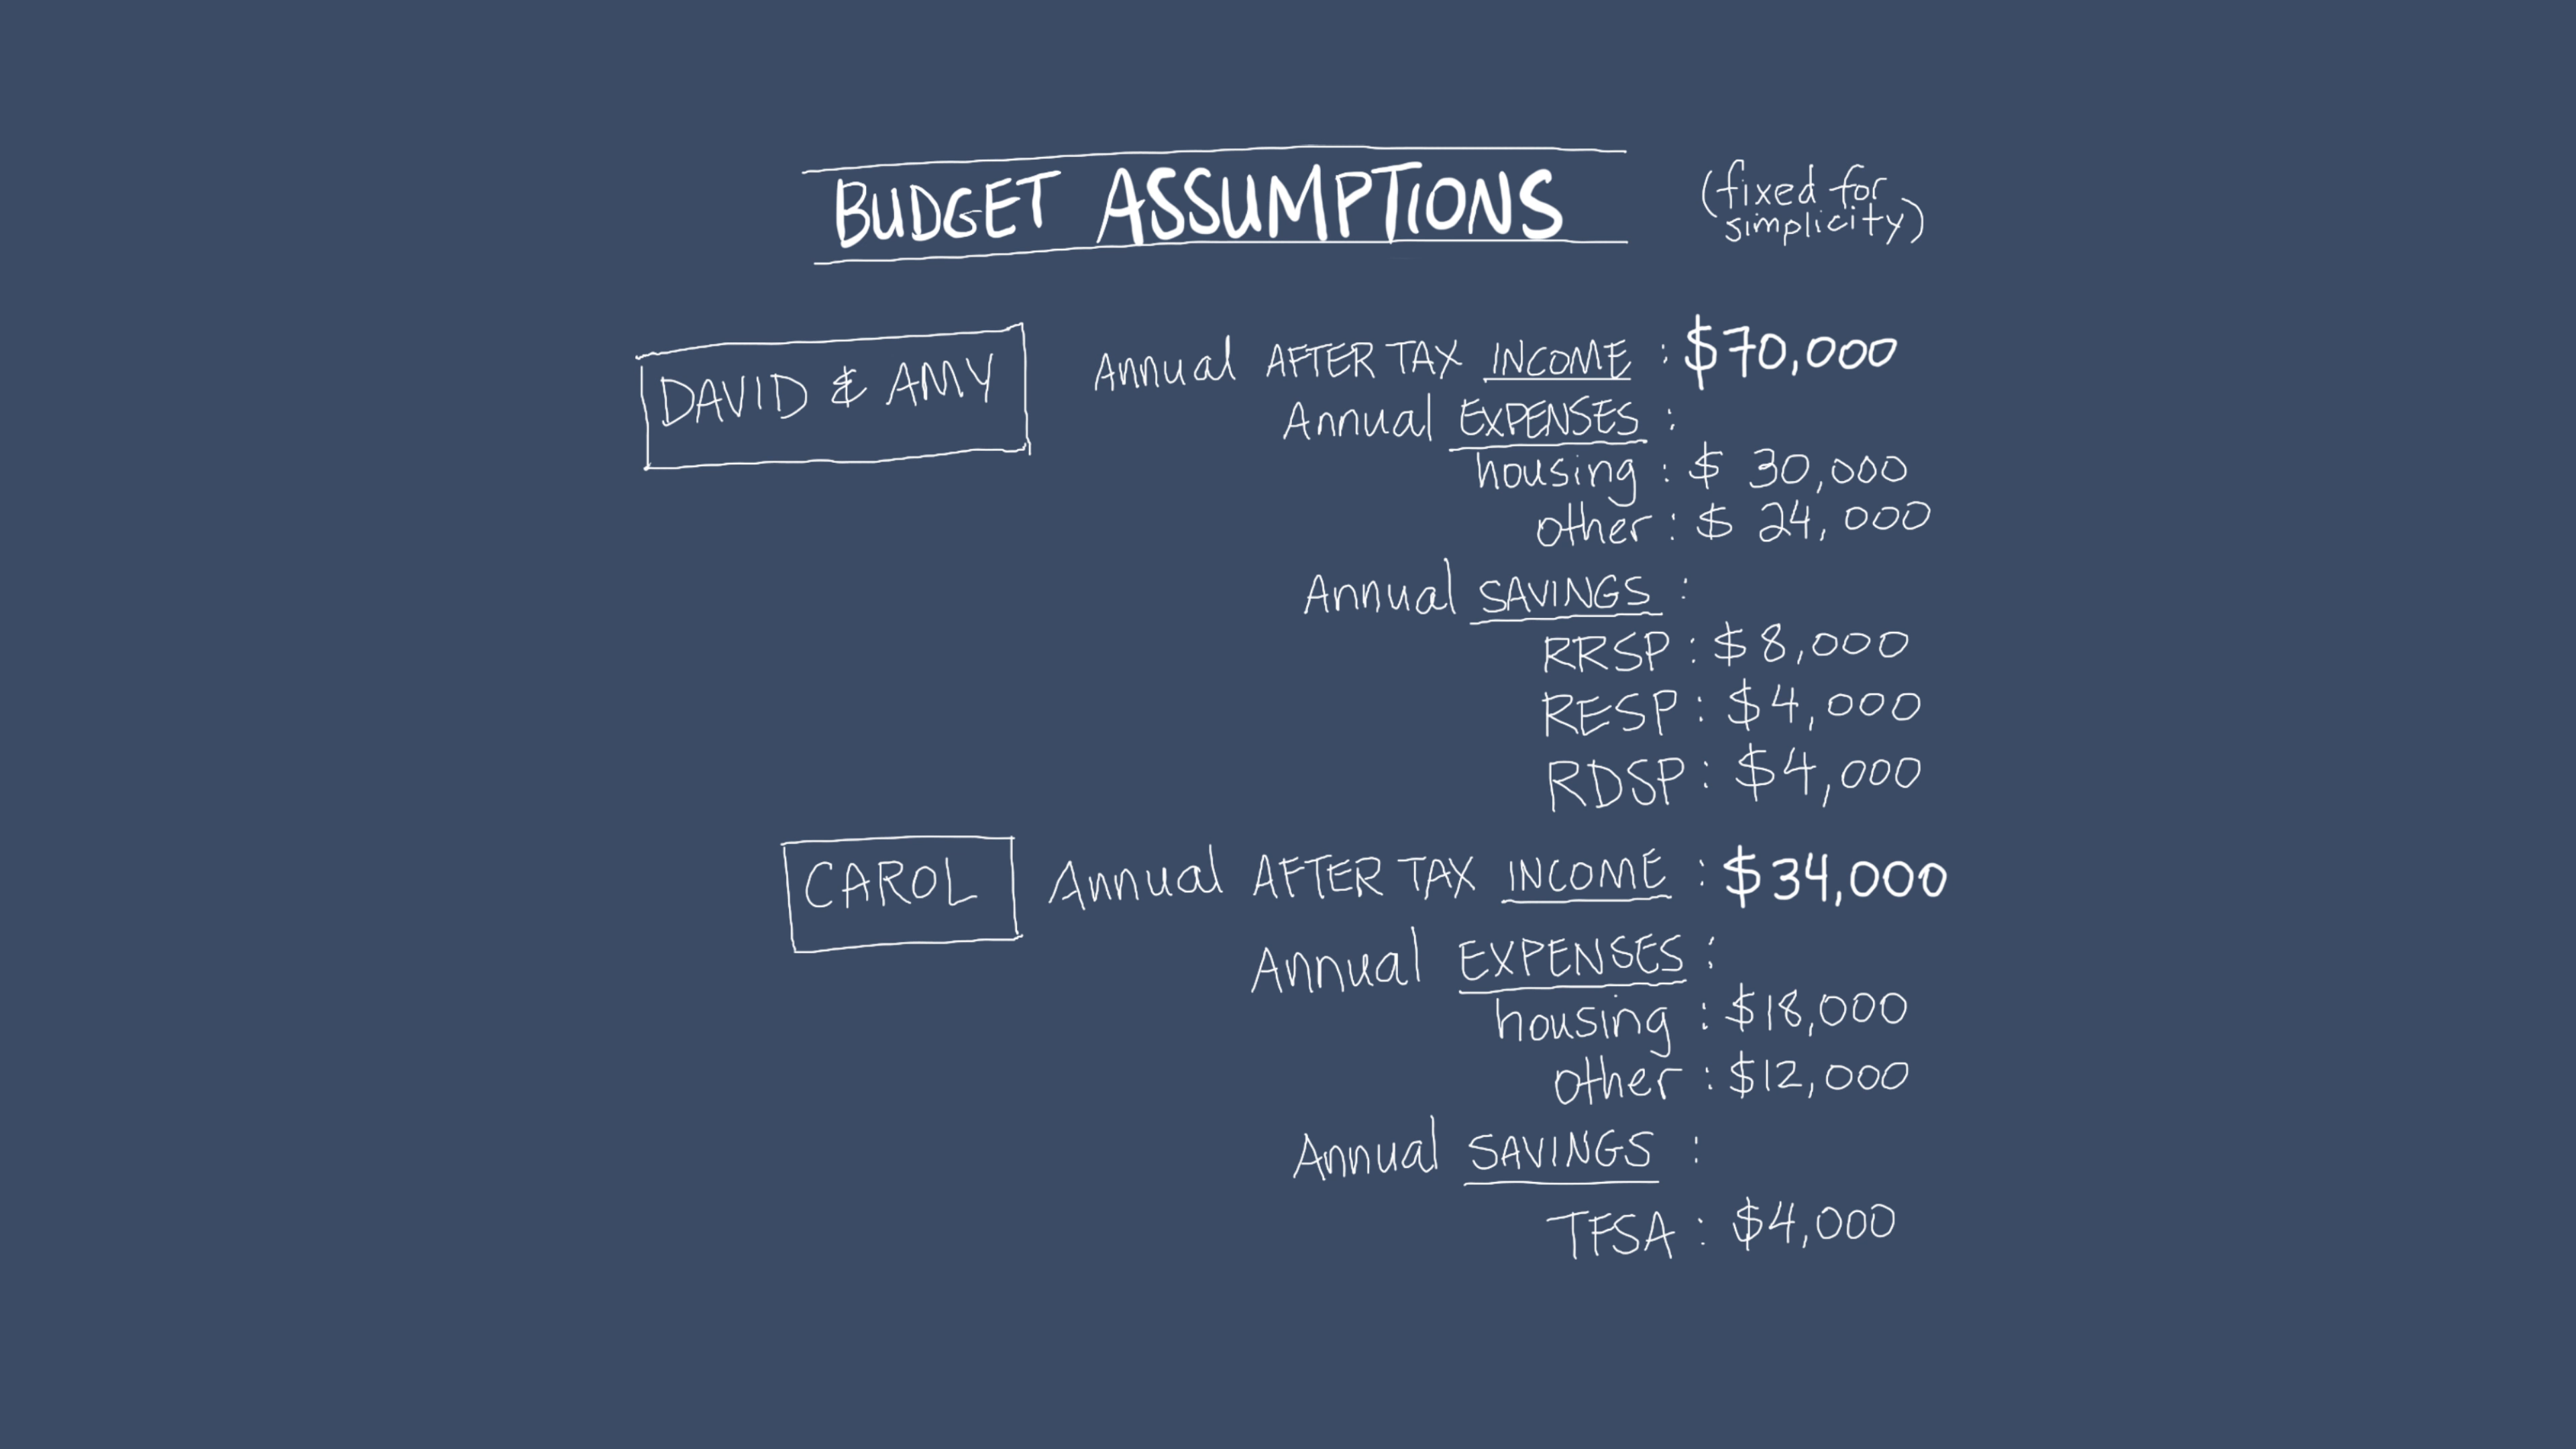 BUDGET ASSUMPTIONS (fixed for simplicity)
DAVID & AMY Annual AFTER TAX INCOME : $70,000
Annual EXPENSES :
housing : $ 30,000
other : $ 24,000
Annual SAVINGS :
RRSP : $8,000
RESP : $4,000
RDSP : $4,000
CAROL Annual AFTER TAX INCOME : $34,000
Annual EXPENSES :
housing : $18,000
other : $12,000
Annual SAVINGS :
TFSA : $4,000